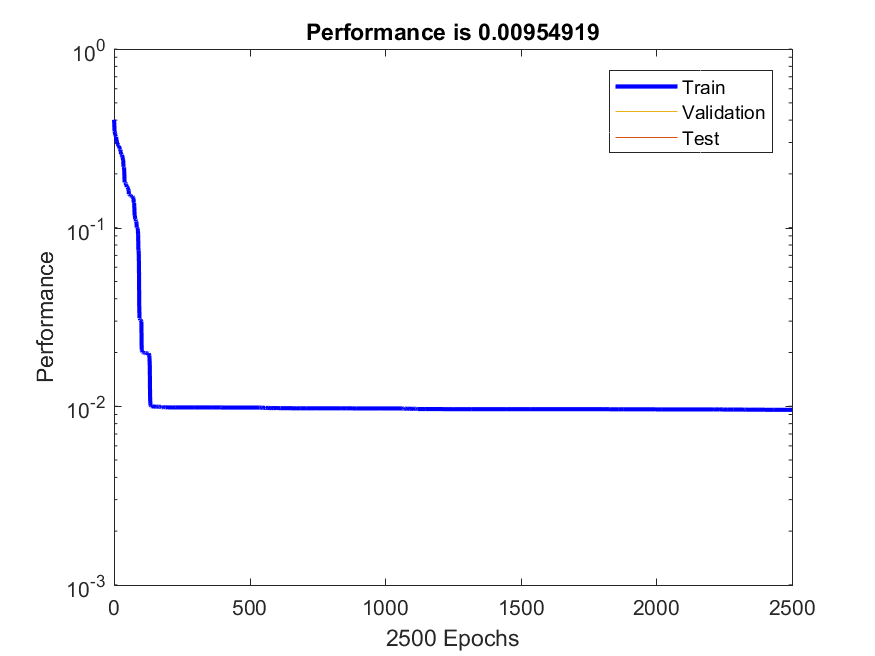 Performance is 0.00954919
Train
Validation
Test
Performance
10^0
10^-1
10^-2
10^-3
0 500 1000 1500 2000 2500
2500 Epochs